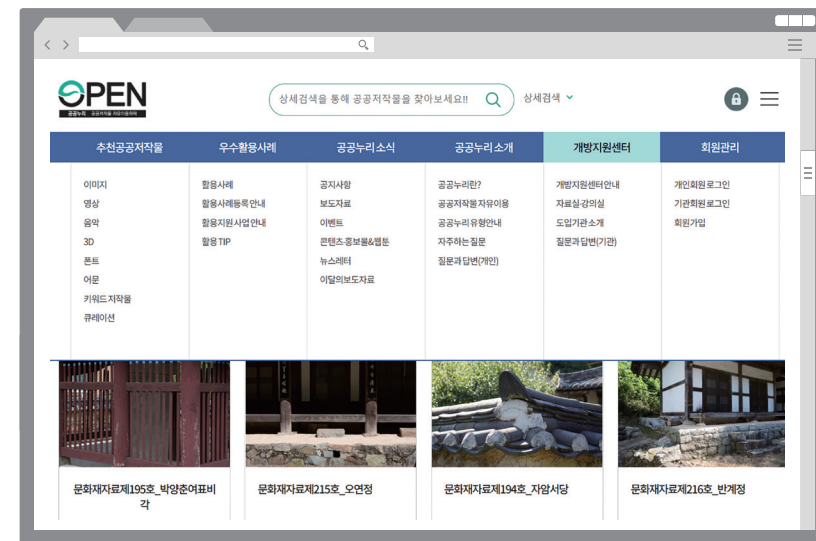 OPEN
공공누리 공공저작물 자유이용허락
상세검색을 통해 공공저작물을 찾아보세요!!
상세검색
추천공공저작물
우수활용사례
공공누리소식
공공누리소개
개방지원센터
회원관리
이미지
영상
음악
3D
폰트
어문
키워드저작물
큐레이션
활용사례
활용사례등록안내
활용지원사업안내
활용TIP
공지사항
보도자료
이벤트
콘텐츠·홍보물&웹툰
뉴스레터
이달의보도자료
공공누리란?
공공저작물자유이용
공공누리유형안내
자주하는질문
질문과답변(개인)
개방지원센터안내
자료실·강의실
도입기관소개
질문과답변(기관)
개인회원로그인
기관회원로그인
회원가입
문화재자료제195호_박양춘여표비
각
문화재자료제215호_오연정
문화재자료제194호_자암서당
문화재자료제216호_반계정